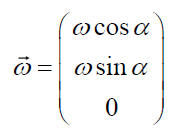 ω cos α
ω⃗ = ω sin α
0